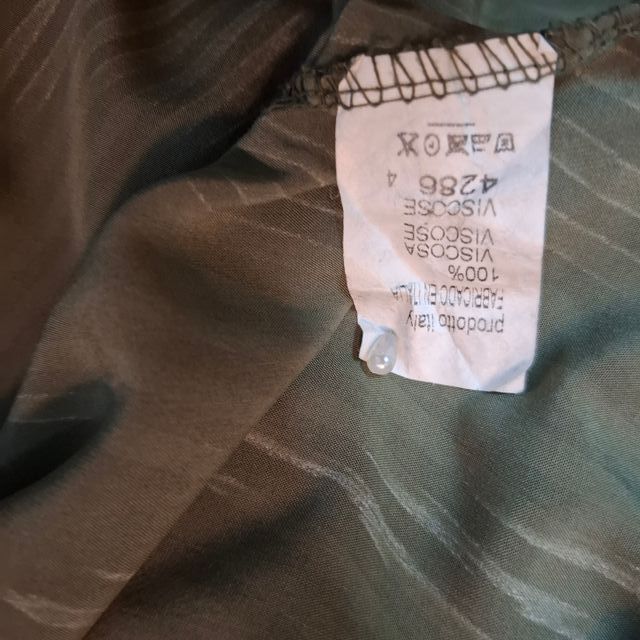 prodotto italy
FABRICADO EN ITALIA
100%
VISCOSA
VISCOSE
VISCOSE
4286 4